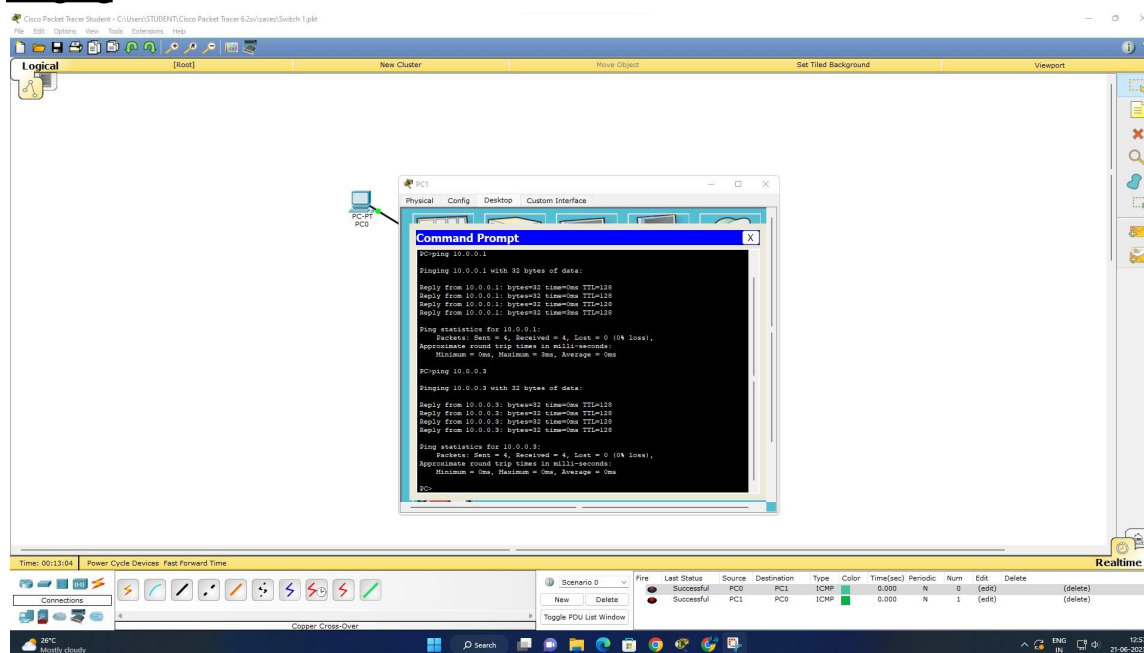 Cisco Packet Tracer Student - C:\Users\STUDENT\Cisco Packet Tracer 6.2sv\saves\Switch 1.pkt
File Edit Options View Tools Extensions Help
Logical [Root] New Cluster Move Object Set Tiled Background Viewport
PC-PT
PC0
PC1
Physical Config Desktop Custom Interface
Command Prompt X
PC>ping 10.0.0.1
Pinging 10.0.0.1 with 32 bytes of data:
Reply from 10.0.0.1: bytes=32 time=0ms TTL=128
Reply from 10.0.0.1: bytes=32 time=0ms TTL=128
Reply from 10.0.0.1: bytes=32 time=0ms TTL=128
Reply from 10.0.0.1: bytes=32 time=3ms TTL=128
Ping statistics for 10.0.0.1:
Packets: Sent = 4, Received = 4, Lost = 0 (0% loss),
Approximate round trip times in milli-seconds:
Minimum = 0ms, Maximum = 3ms, Average = 0ms
PC>ping 10.0.0.3
Pinging 10.0.0.3 with 32 bytes of data:
Reply from 10.0.0.3: bytes=32 time=0ms TTL=128
Reply from 10.0.0.3: bytes=32 time=0ms TTL=128
Reply from 10.0.0.3: bytes=32 time=0ms TTL=128
Reply from 10.0.0.3: bytes=32 time=0ms TTL=128
Ping statistics for 10.0.0.3:
Packets: Sent = 4, Received = 4, Lost = 0 (0% loss),
Approximate round trip times in milli-seconds:
Minimum = 0ms, Maximum = 0ms, Average = 0ms
PC>
Time: 00:13:04 Power Cycle Devices Fast Forward Time Realtime
Connections
Copper Cross-Over
Scenario 0
New Delete
Toggle PDU List Window
Fire Last Status Source Destination Type Color Time(sec) Periodic Num Edit Delete
Successful PC0 PC1 ICMP 0.000 N 0 (edit) (delete)
Successful PC1 PC0 ICMP 0.000 N 1 (edit) (delete)
26°C
Mostly cloudy
Search
ENG
IN